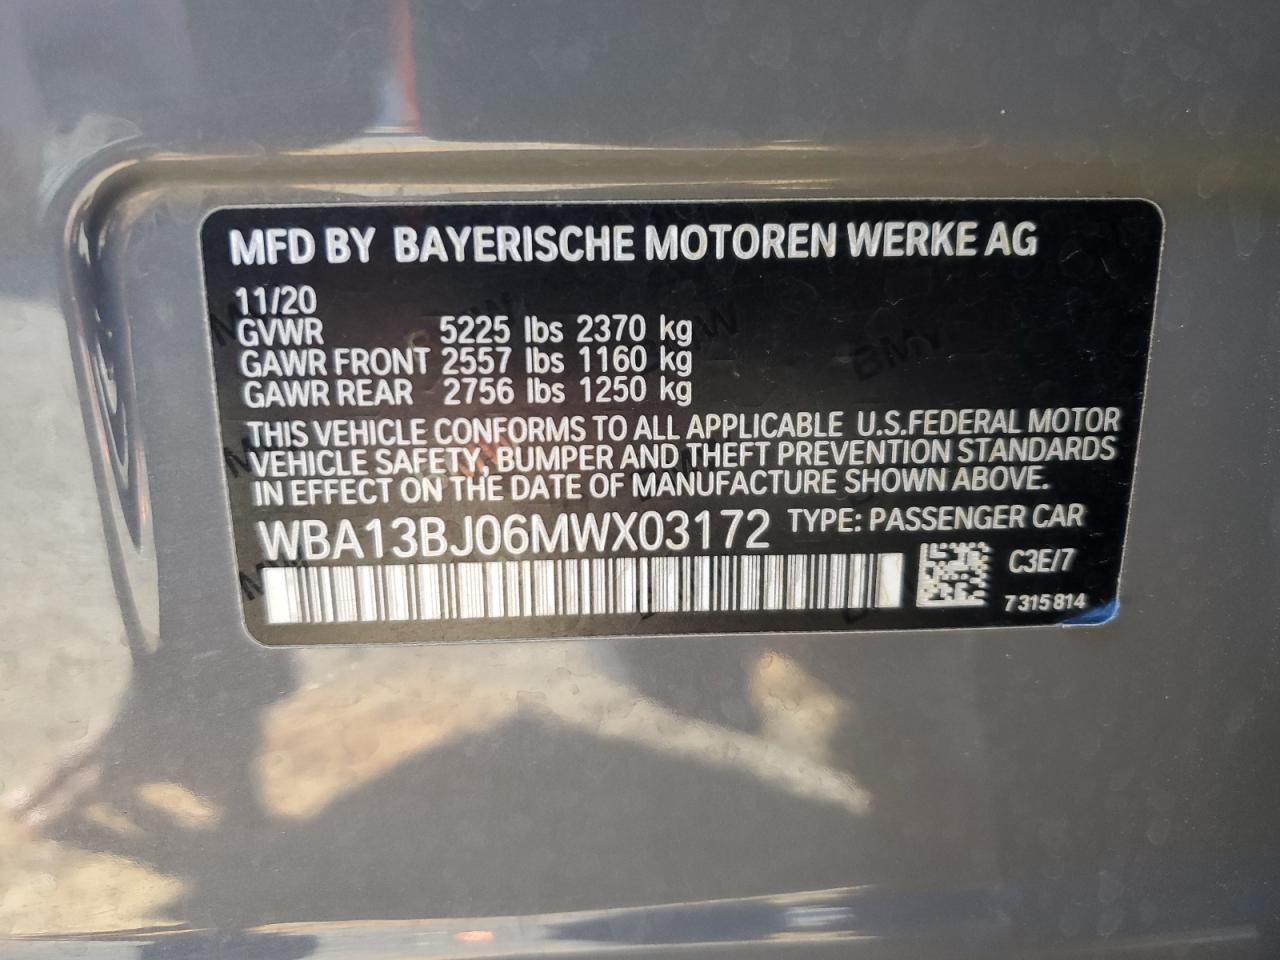 MFD BY BAYERISCHE MOTOREN WERKE AG
11/20
GVWR 5225 lbs 2370 kg
GAWR FRONT 2557 lbs 1160 kg
GAWR REAR 2756 lbs 1250 kg
THIS VEHICLE CONFORMS TO ALL APPLICABLE U.S.FEDERAL MOTOR
VEHICLE SAFETY, BUMPER AND THEFT PREVENTION STANDARDS
IN EFFECT ON THE DATE OF MANUFACTURE SHOWN ABOVE.
WBA13BJ06MWX03172 TYPE: PASSENGER CAR
C3E/7
7 315 814